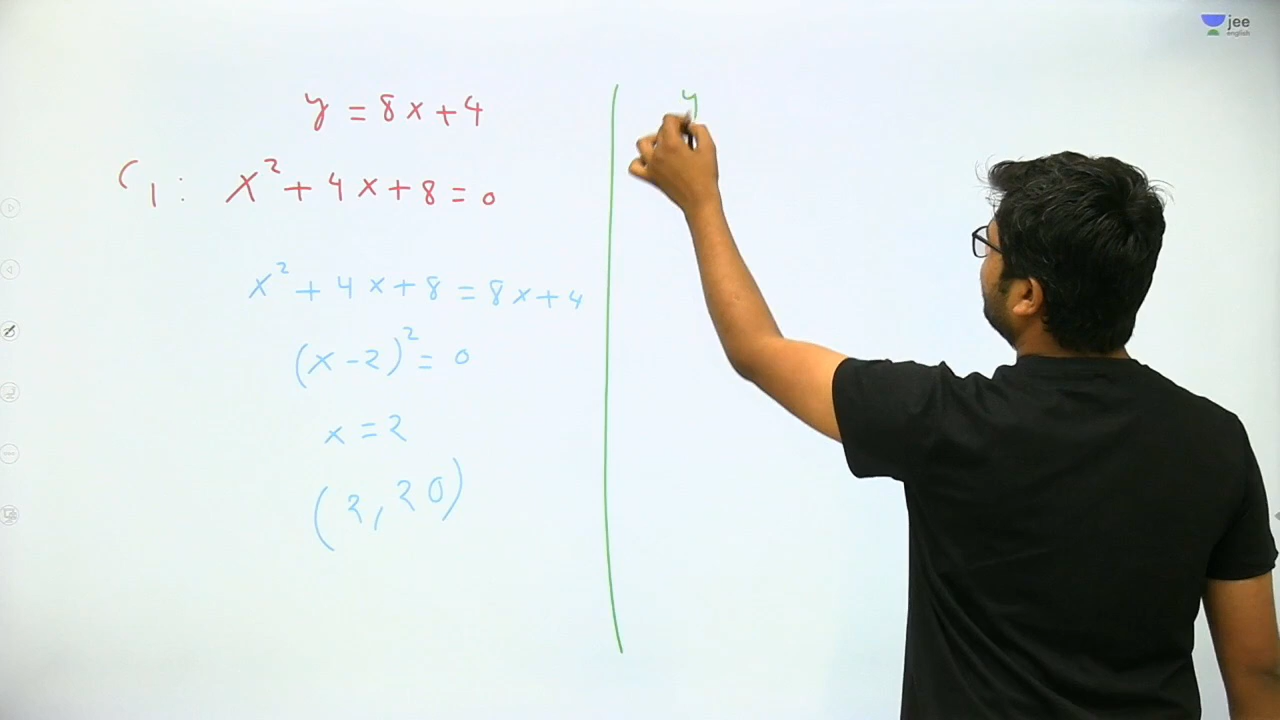 y = 8x + 4
C1 : x² + 4x + 8 = 0
x² + 4x + 8 = 8x + 4
(x - 2)² = 0
x = 2
(2, 20)
y
jee
english